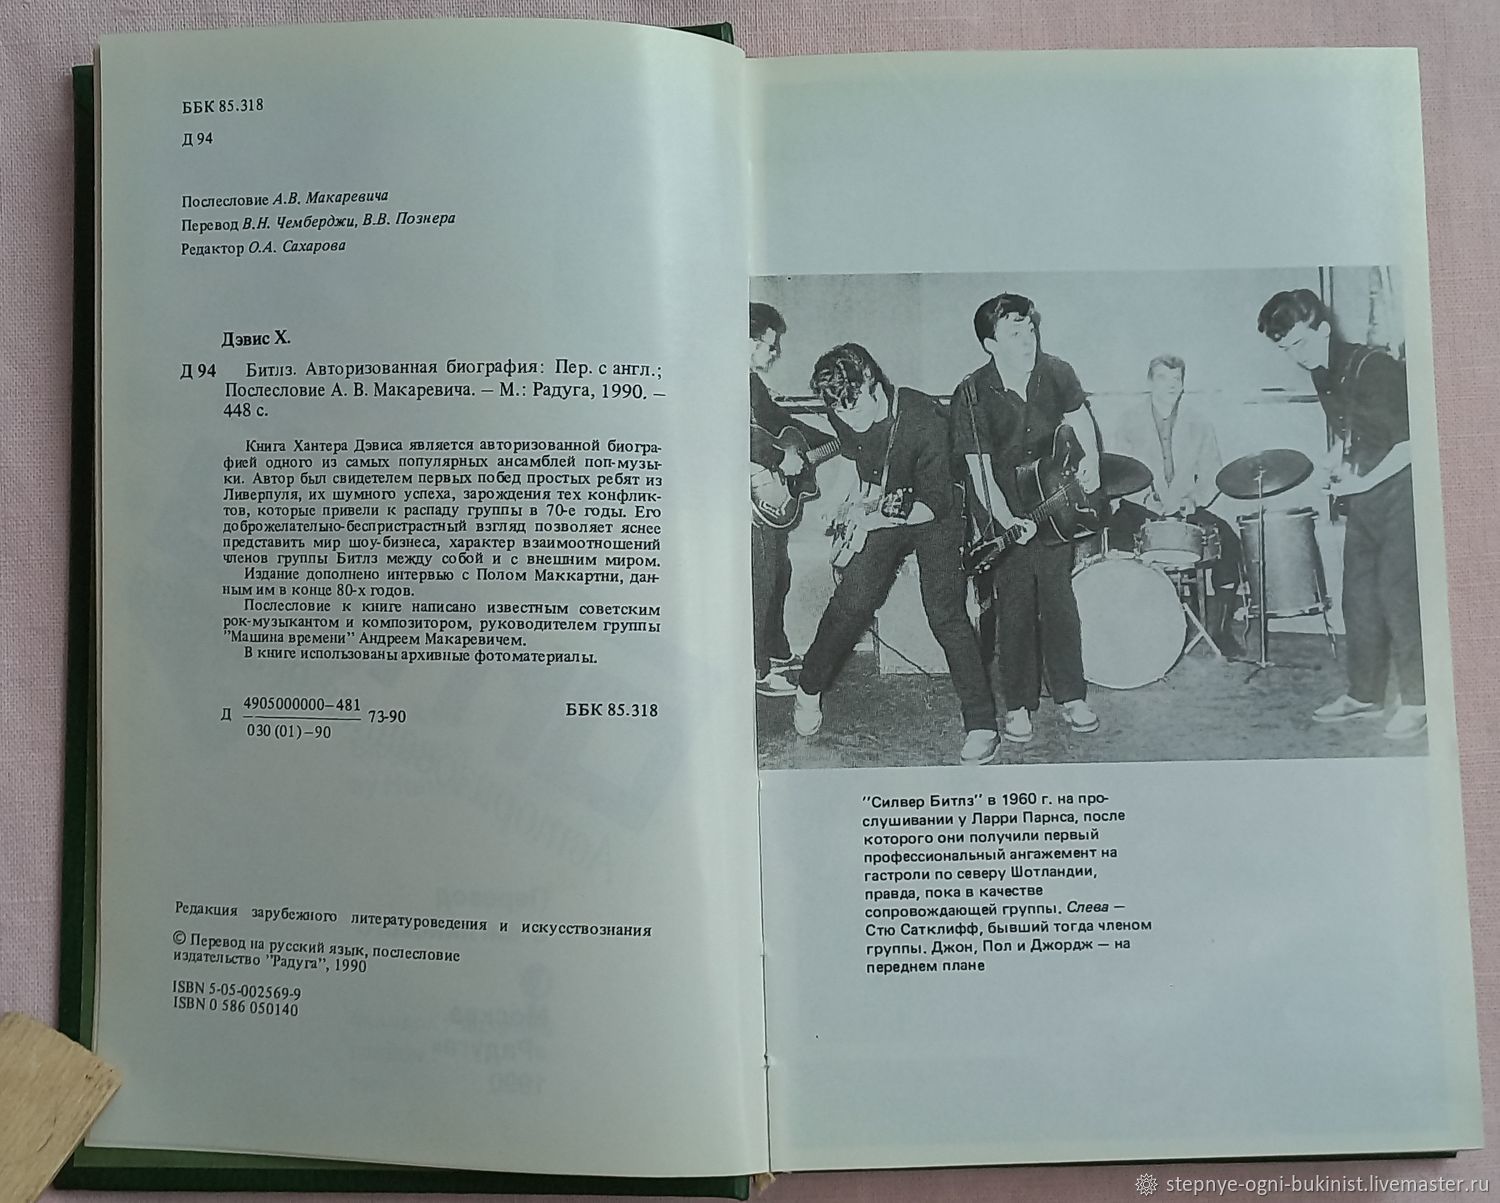 ББК 85.318
Д 94
Послесловие А.В. Макаревича
Перевод В.Н. Чемберджи, В.В. Познера
Редактор О.А. Сахарова
Дэвис Х.
Д 94 Битлз. Авторизованная биография: Пер. с англ.;
Послесловие А. В. Макаревича. – М.: Радуга, 1990. –
448 с.
Книга Хантера Дэвиса является авторизованной биогра-
фией одного из самых популярных ансамблей поп-музы-
ки. Автор был свидетелем первых побед простых ребят из
Ливерпуля, их шумного успеха, зарождения тех конфлик-
тов, которые привели к распаду группы в 70-е годы. Его
доброжелательно-беспристрастный взгляд позволяет яснее
представить мир шоу-бизнеса, характер взаимоотношений
членов группы Битлз между собой и с внешним миром.
Издание дополнено интервью с Полом Маккартни, дан-
ным им в конце 80-х годов.
Послесловие к книге написано известным советским
рок-музыкантом и композитором, руководителем группы
"Машина времени" Андреем Макаревичем.
В книге использованы архивные фотоматериалы.
Д 4905000000–481 73-90 ББК 85.318
030 (01)–90
Редакция зарубежного литературоведения и искусствознания
© Перевод на русский язык, послесловие
издательство "Радуга", 1990
ISBN 5-05-002569-9
ISBN 0 586 050140
"Силвер Битлз" в 1960 г. на про-
слушивании у Ларри Парнса, после
которого они получили первый
профессиональный ангажемент на
гастроли по северу Шотландии,
правда, пока в качестве
сопровождающей группы. Слева –
Стю Сатклифф, бывший тогда членом
группы. Джон, Пол и Джордж – на
переднем плане
stepnye-ogni-bukinist.livemaster.ru